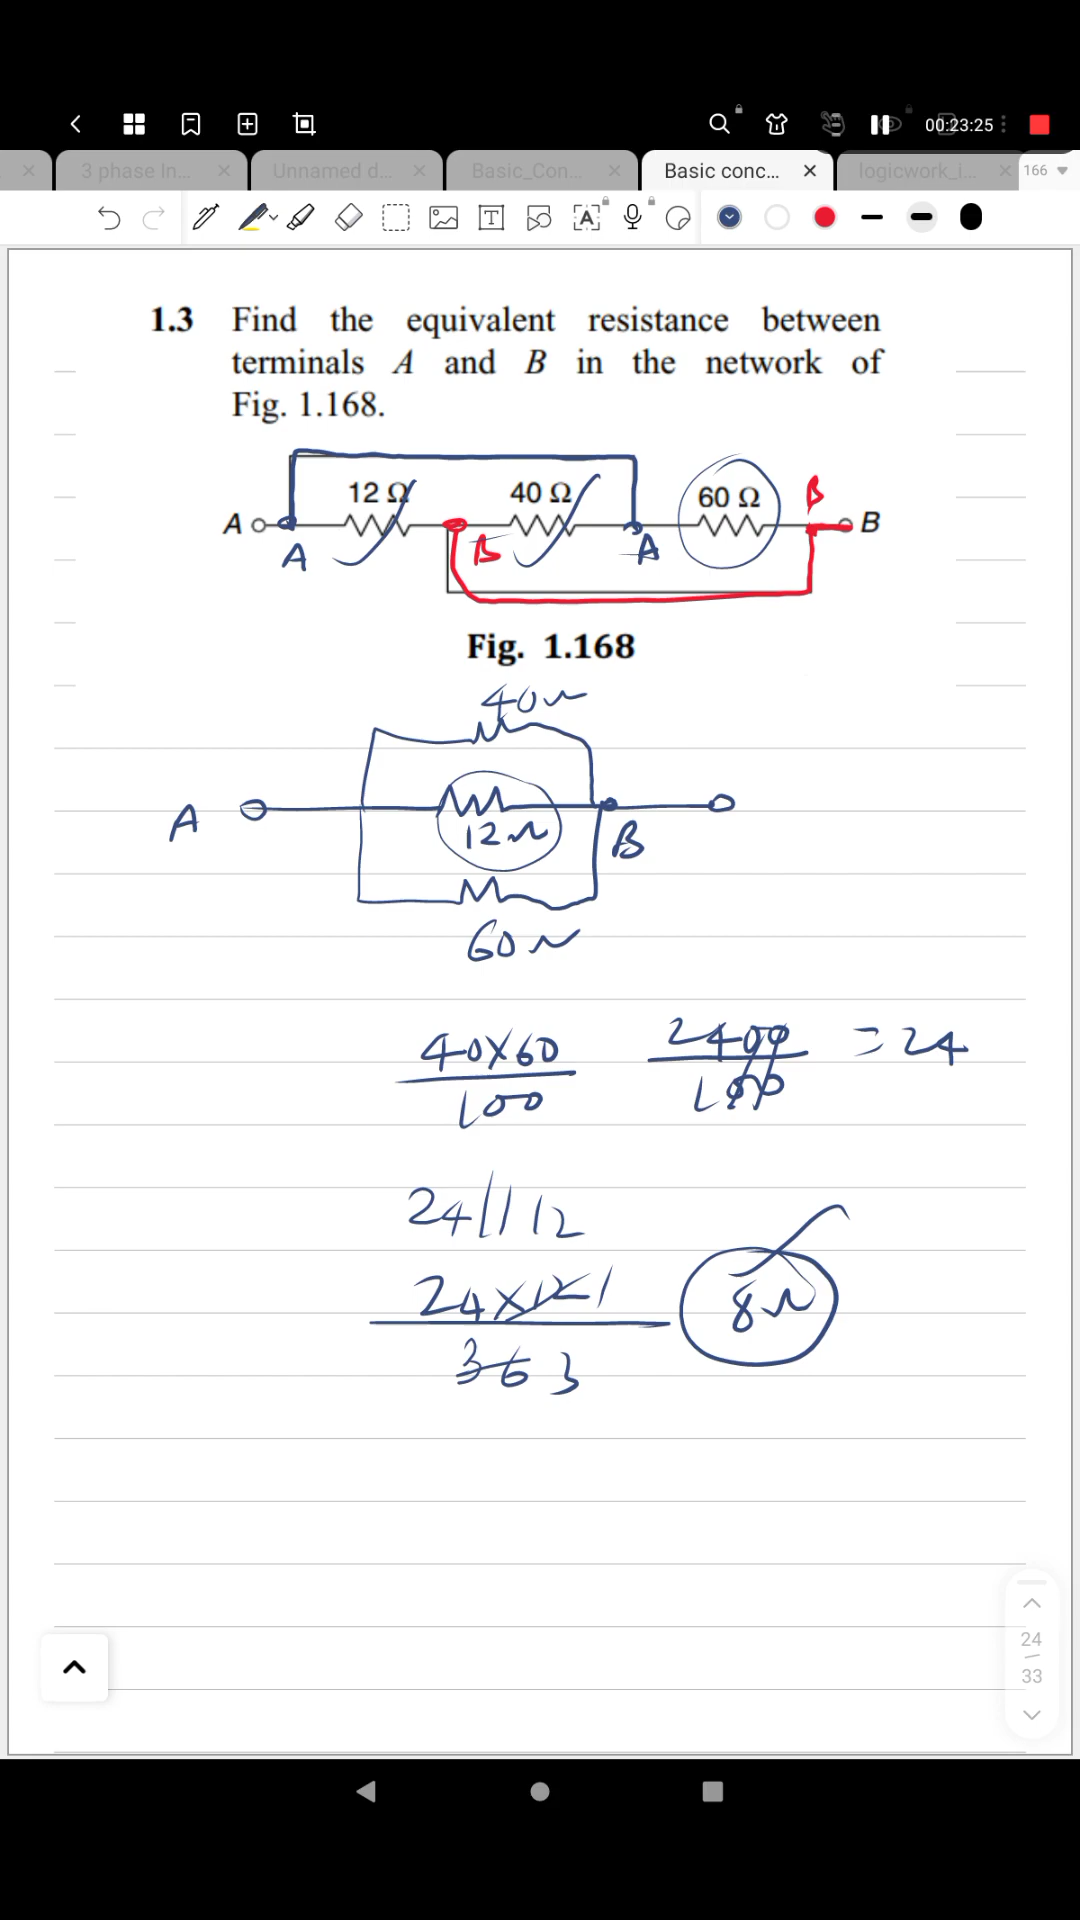 00:23:25
3 phase In...
Unnamed d...
Basic_Con...
Basic conc...
logicwork_i...
166
1.3 Find the equivalent resistance between
terminals A and B in the network of
Fig. 1.168.
12 Ω
40 Ω
60 Ω
B
A
B
A
B
A
Fig. 1.168
40Ω
A
12Ω
B
60Ω
40×60
100
2400
100
=24
24||12
24×12 1
36 3
8Ω
24
33